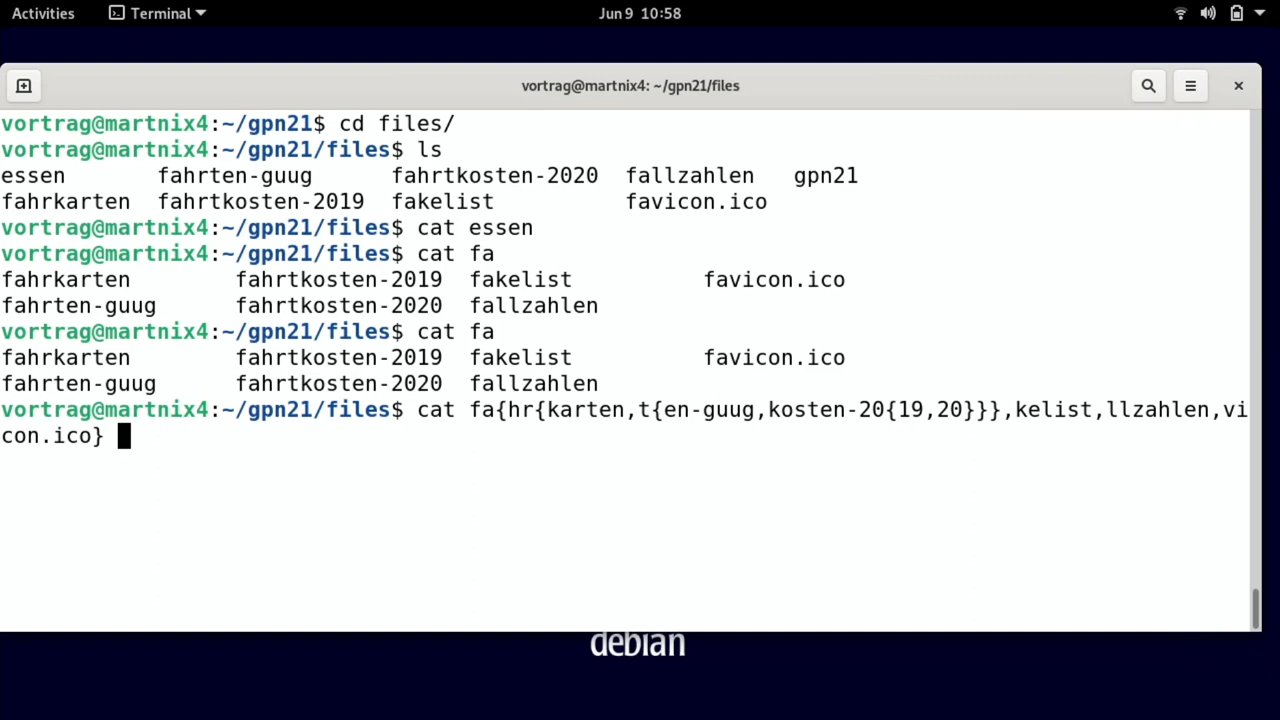 Activities Terminal Jun 9 10:58
vortrag@martnix4: ~/gpn21/files
vortrag@martnix4:~/gpn21$ cd files/
vortrag@martnix4:~/gpn21/files$ ls
essen fahrten-guug fahrtkosten-2020 fallzahlen gpn21
fahrkarten fahrtkosten-2019 fakelist favicon.ico
vortrag@martnix4:~/gpn21/files$ cat essen
vortrag@martnix4:~/gpn21/files$ cat fa
fahrkarten fahrtkosten-2019 fakelist favicon.ico
fahrten-guug fahrtkosten-2020 fallzahlen
vortrag@martnix4:~/gpn21/files$ cat fa
fahrkarten fahrtkosten-2019 fakelist favicon.ico
fahrten-guug fahrtkosten-2020 fallzahlen
vortrag@martnix4:~/gpn21/files$ cat fa{hr{karten,t{en-guug,kosten-20{19,20}}},kelist,llzahlen,vi
con.ico}
debian